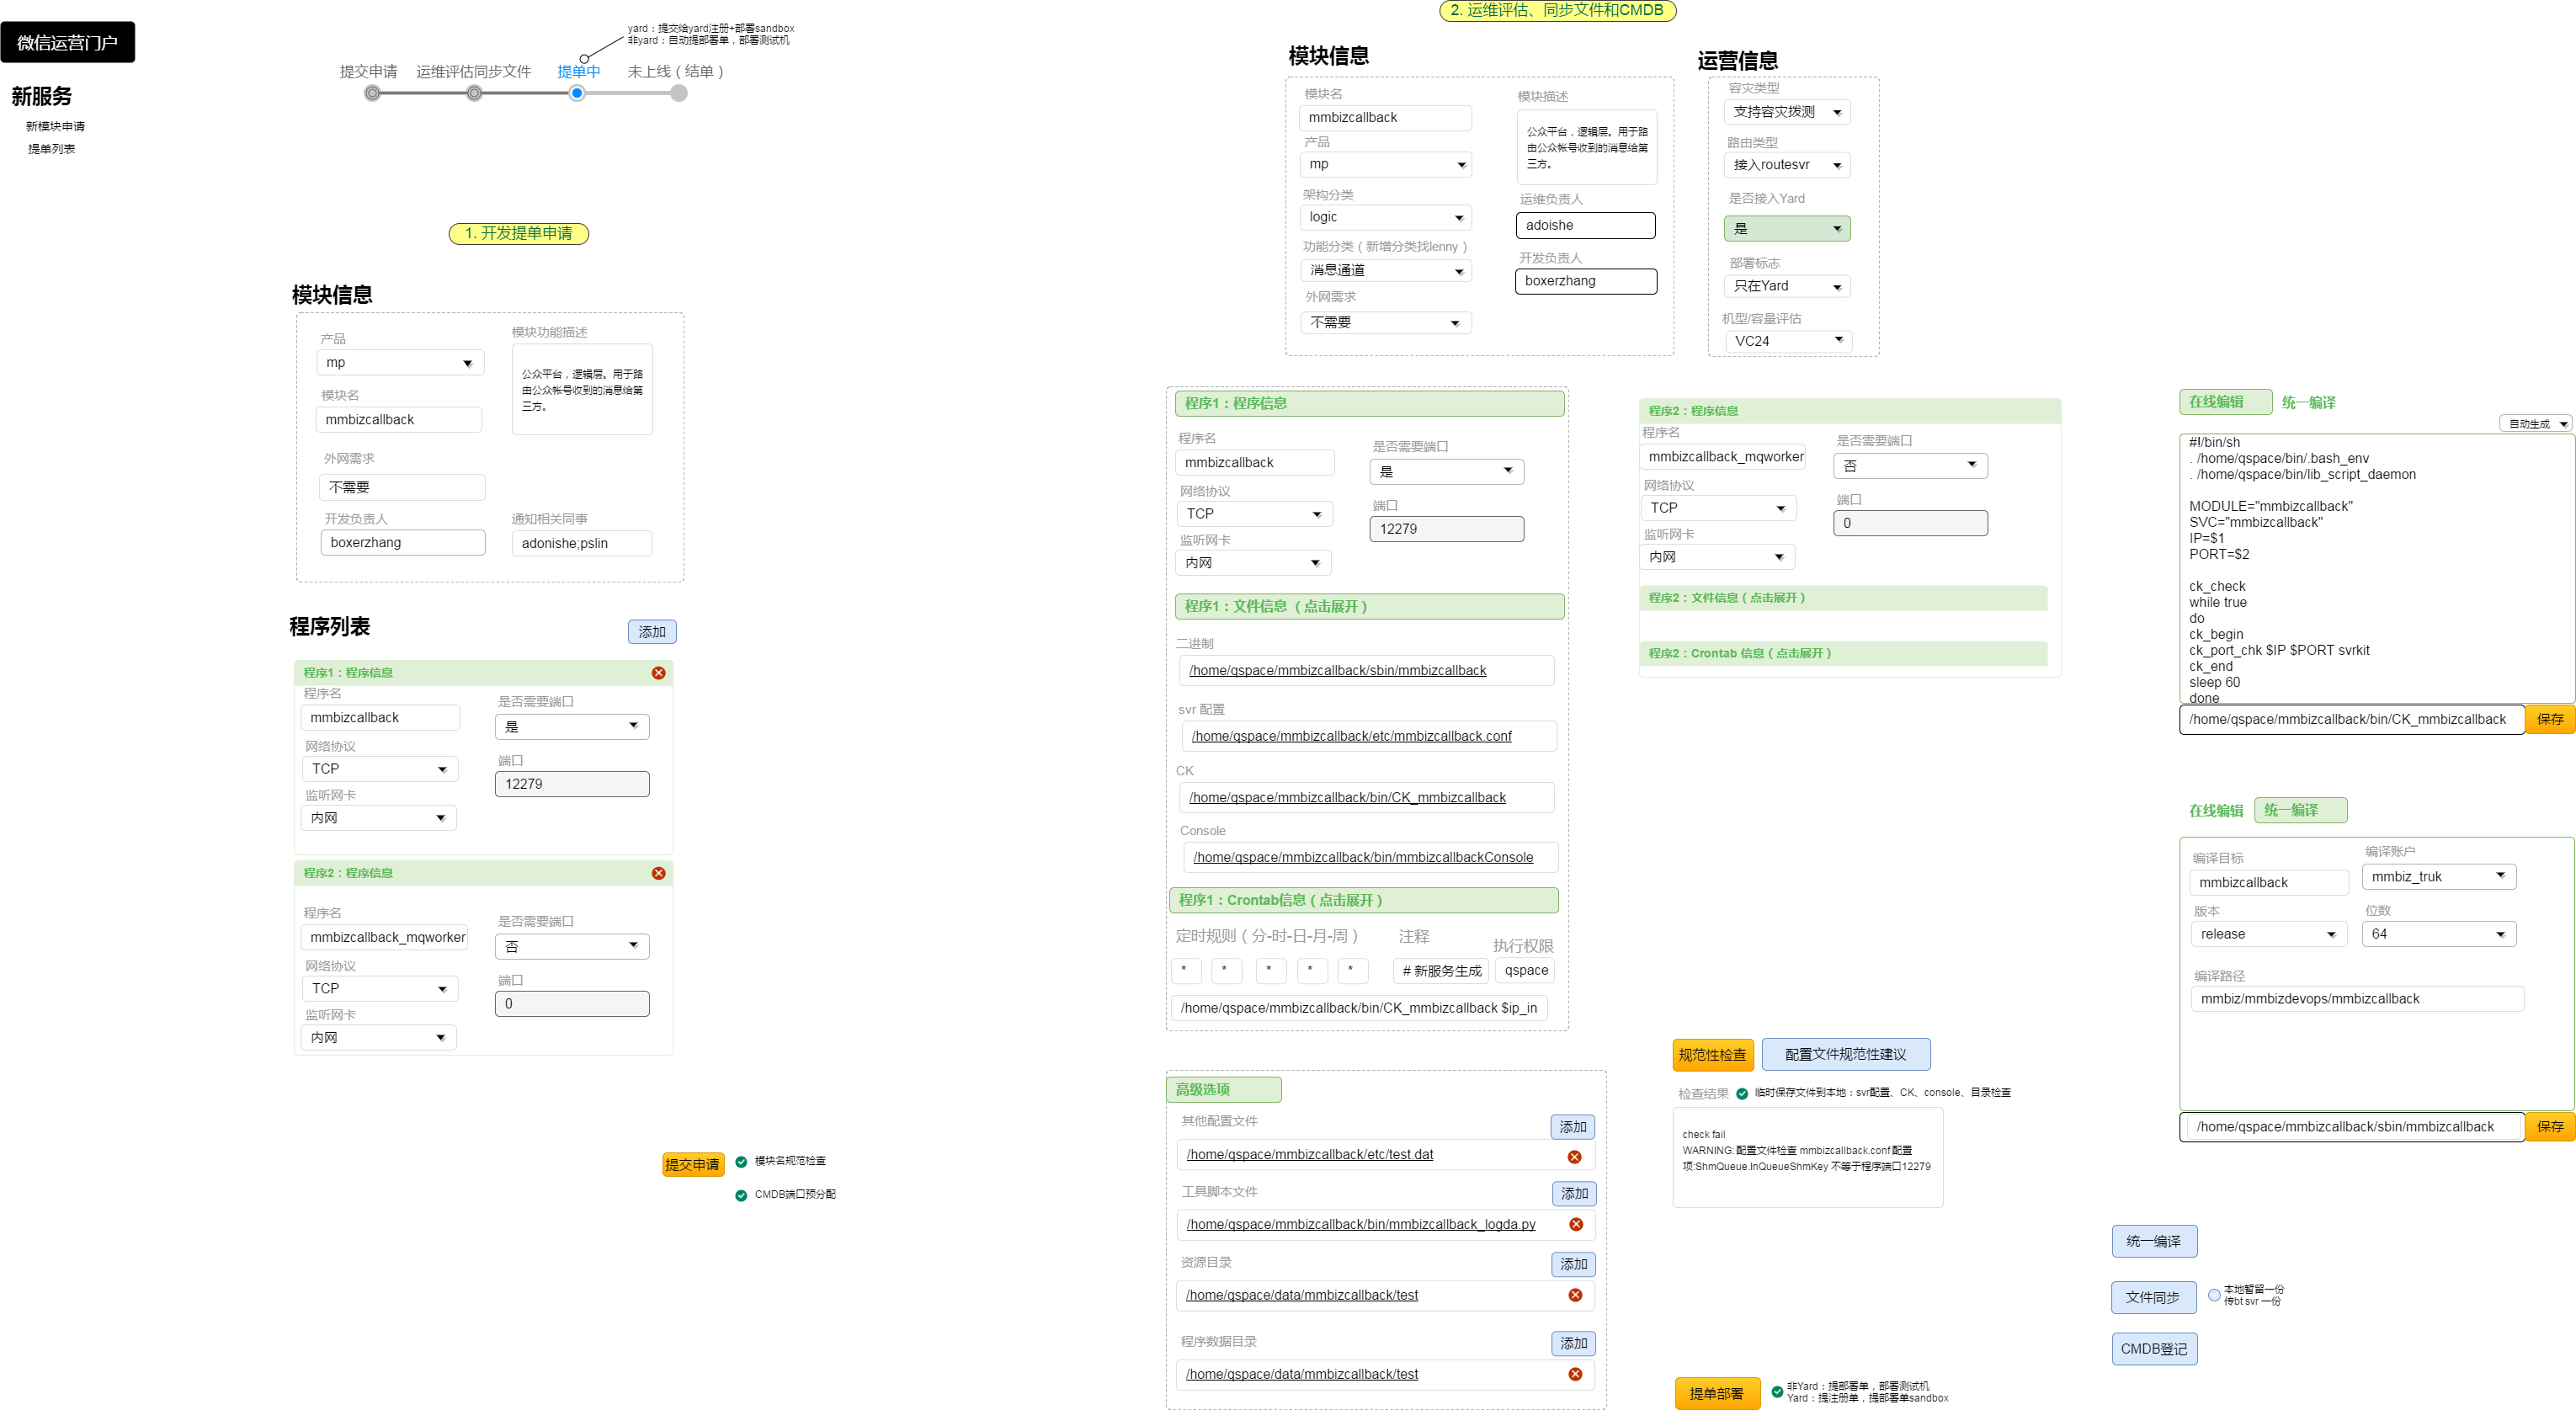 微信运营门户
新服务
新模块申请
提单列表
yard：提交给yard注册+部署sandbox
非yard：自动提部署单，部署测试机
提交申请
运维评估同步文件
提单中
未上线（结单）
1. 开发提单申请
模块信息
产品
mp
模块名
mmbizcallback
外网需求
不需要
开发负责人
boxerzhang
模块功能描述
公众平台，逻辑层。用于路
由公众帐号收到的消息给第
三方。
通知相关同事
adonishe;pslin
程序列表
添加
程序1：程序信息
程序名
mmbizcallback
是否需要端口
是
网络协议
TCP
端口
12279
监听网卡
内网
程序2：程序信息
程序名
mmbizcallback_mqworker
是否需要端口
否
网络协议
TCP
端口
0
监听网卡
内网
提交申请
模块名规范检查
CMDB端口预分配
2. 运维评估、同步文件和CMDB
模块信息
模块名
mmbizcallback
产品
mp
架构分类
logic
功能分类（新增分类找lenny）
消息通道
外网需求
不需要
模块描述
公众平台，逻辑层。用于路
由公众帐号收到的消息给第
三方。
运维负责人
adoishe
开发负责人
boxerzhang
运营信息
容灾类型
支持容灾拨测
路由类型
接入routesvr
是否接入Yard
是
部署标志
只在Yard
机型/容量评估
VC24
程序1：程序信息
程序名
mmbizcallback
是否需要端口
是
网络协议
TCP
端口
12279
监听网卡
内网
程序1：文件信息 （点击展开）
二进制
/home/qspace/mmbizcallback/sbin/mmbizcallback
svr 配置
/home/qspace/mmbizcallback/etc/mmbizcallback.conf
CK
/home/qspace/mmbizcallback/bin/CK_mmbizcallback
Console
/home/qspace/mmbizcallback/bin/mmbizcallbackConsole
程序1：Crontab信息（点击展开）
定时规则（分-时-日-月-周）
注释
执行权限
* * * * *
# 新服务生成
qspace
/home/qspace/mmbizcallback/bin/CK_mmbizcallback $ip_in
程序2：程序信息
程序名
mmbizcallback_mqworker
是否需要端口
否
网络协议
TCP
端口
0
监听网卡
内网
程序2：文件信息（点击展开）
程序2：Crontab 信息（点击展开）
高级选项
其他配置文件
添加
/home/qspace/mmbizcallback/etc/test.dat
工具脚本文件
添加
/home/qspace/mmbizcallback/bin/mmbizcallback_logda.py
资源目录
添加
/home/qspace/data/mmbizcallback/test
程序数据目录
添加
/home/qspace/data/mmbizcallback/test
规范性检查
配置文件规范性建议
检查结果
临时保存文件到本地：svr配置、CK、console、目录检查
check fail
WARNING: 配置文件检查 mmbizcallback.conf 配置
项:ShmQueue.InQueueShmKey 不等于程序端口12279
提单部署
非Yard：提部署单，部署测试机
Yard：提注册单，提部署单sandbox
在线编辑
统一编译
自动生成
#!/bin/sh
. /home/qspace/bin/.bash_env
. /home/qspace/bin/lib_script_daemon
MODULE="mmbizcallback"
SVC="mmbizcallback"
IP=$1
PORT=$2
ck_check
while true
do
ck_begin
ck_port_chk $IP $PORT svrkit
ck_end
sleep 60
done
/home/qspace/mmbizcallback/bin/CK_mmbizcallback
保存
在线编辑
统一编译
编译目标
mmbizcallback
编译账户
mmbiz_truk
版本
release
位数
64
编译路径
mmbiz/mmbizdevops/mmbizcallback
/home/qspace/mmbizcallback/sbin/mmbizcallback
保存
统一编译
文件同步
本地暂留一份
传bt svr 一份
CMDB登记